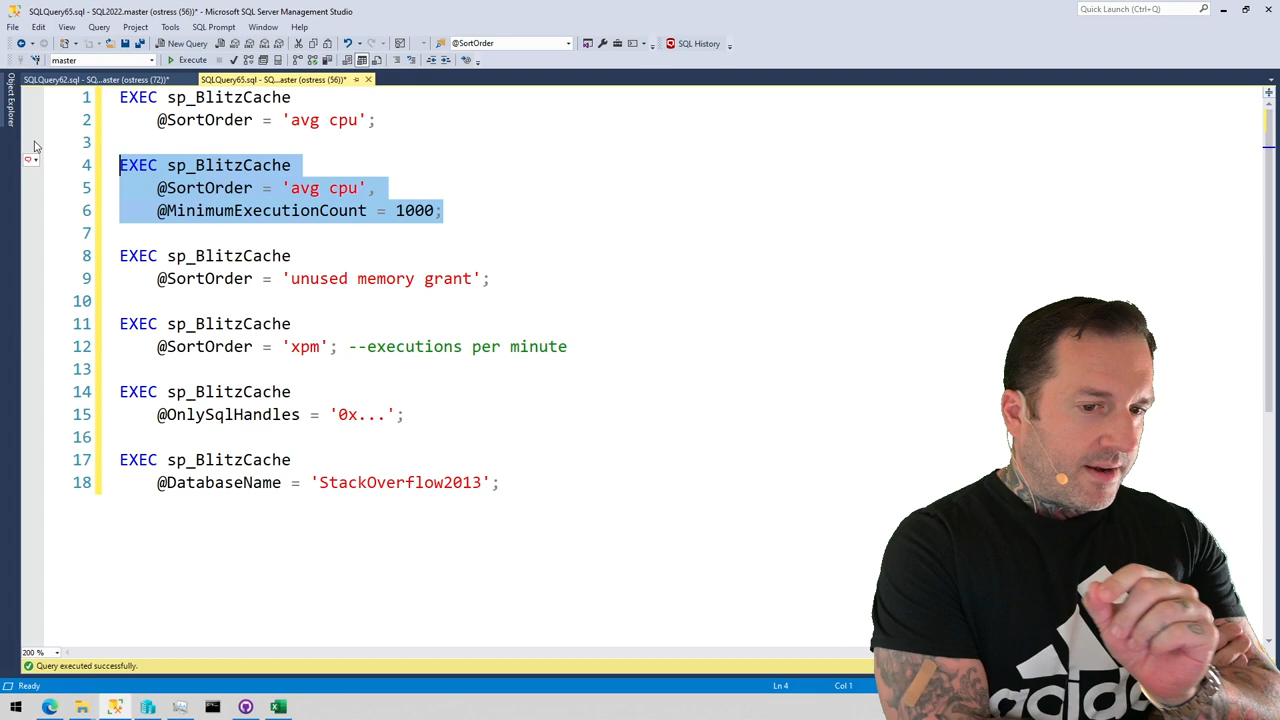 SQLQuery65.sql - SQL2022.master (ostress (56))* - Microsoft SQL Server Management Studio
Quick Launch (Ctrl+Q)
File Edit View Query Project Tools SQL Prompt Window Help
New Query @SortOrder SQL History
master Execute
SQLQuery62.sql - SQ...aster (ostress (72))* SQLQuery65.sql - SQ...aster (ostress (56))*
Object Explorer
1 EXEC sp_BlitzCache
2 @SortOrder = 'avg cpu';
3
4 EXEC sp_BlitzCache
5 @SortOrder = 'avg cpu',
6 @MinimumExecutionCount = 1000;
7
8 EXEC sp_BlitzCache
9 @SortOrder = 'unused memory grant';
10
11 EXEC sp_BlitzCache
12 @SortOrder = 'xpm'; --executions per minute
13
14 EXEC sp_BlitzCache
15 @OnlySqlHandles = '0x...';
16
17 EXEC sp_BlitzCache
18 @DatabaseName = 'StackOverflow2013';
200 %
Query executed successfully.
Ready Ln 4 Col 1
acidas